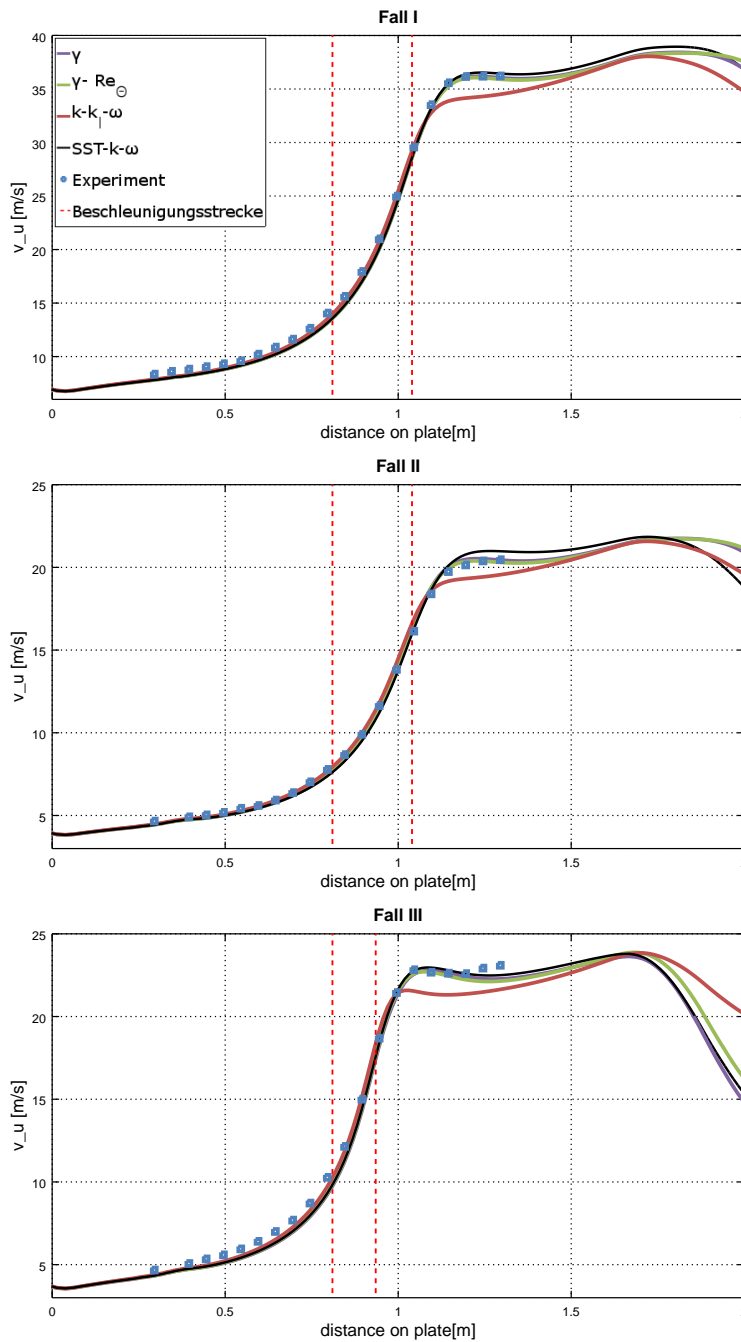 Fall I
40
35
30
25
20
15
10
v_u [m/s]
γ
γ- Re_Θ
k-k_l-ω
SST-k-ω
Experiment
Beschleunigungsstrecke
0 0.5 1 1.5 2
distance on plate[m]
Fall II
25
20
15
10
5
v_u [m/s]
0 0.5 1 1.5 2
distance on plate[m]
Fall III
25
20
15
10
5
v_u [m/s]
0 0.5 1 1.5 2
distance on plate[m]